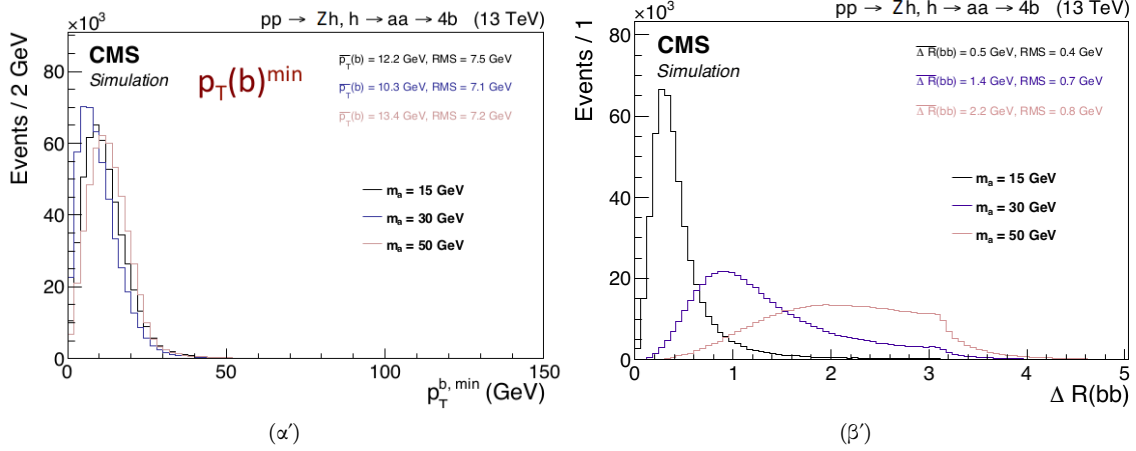 pp → Zh, h → aa → 4b (13 TeV)
×10³
CMS
Simulation
p_T(b)^min
p̅_T(b) = 12.2 GeV, RMS = 7.5 GeV
p̅_T(b) = 10.3 GeV, RMS = 7.1 GeV
p̅_T(b) = 13.4 GeV, RMS = 7.2 GeV
m_a = 15 GeV
m_a = 30 GeV
m_a = 50 GeV
Events / 2 GeV
80
60
40
20
0
0 50 100 150
p_T^{b, min} (GeV)
(α′)
pp → Zh, h → aa → 4b (13 TeV)
×10³
CMS
Simulation
Δ R(bb) = 0.5 GeV, RMS = 0.4 GeV
Δ R(bb) = 1.4 GeV, RMS = 0.7 GeV
Δ R(bb) = 2.2 GeV, RMS = 0.8 GeV
m_a = 15 GeV
m_a = 30 GeV
m_a = 50 GeV
Events / 1
80
60
40
20
0
0 1 2 3 4 5
Δ R(bb)
(β′)